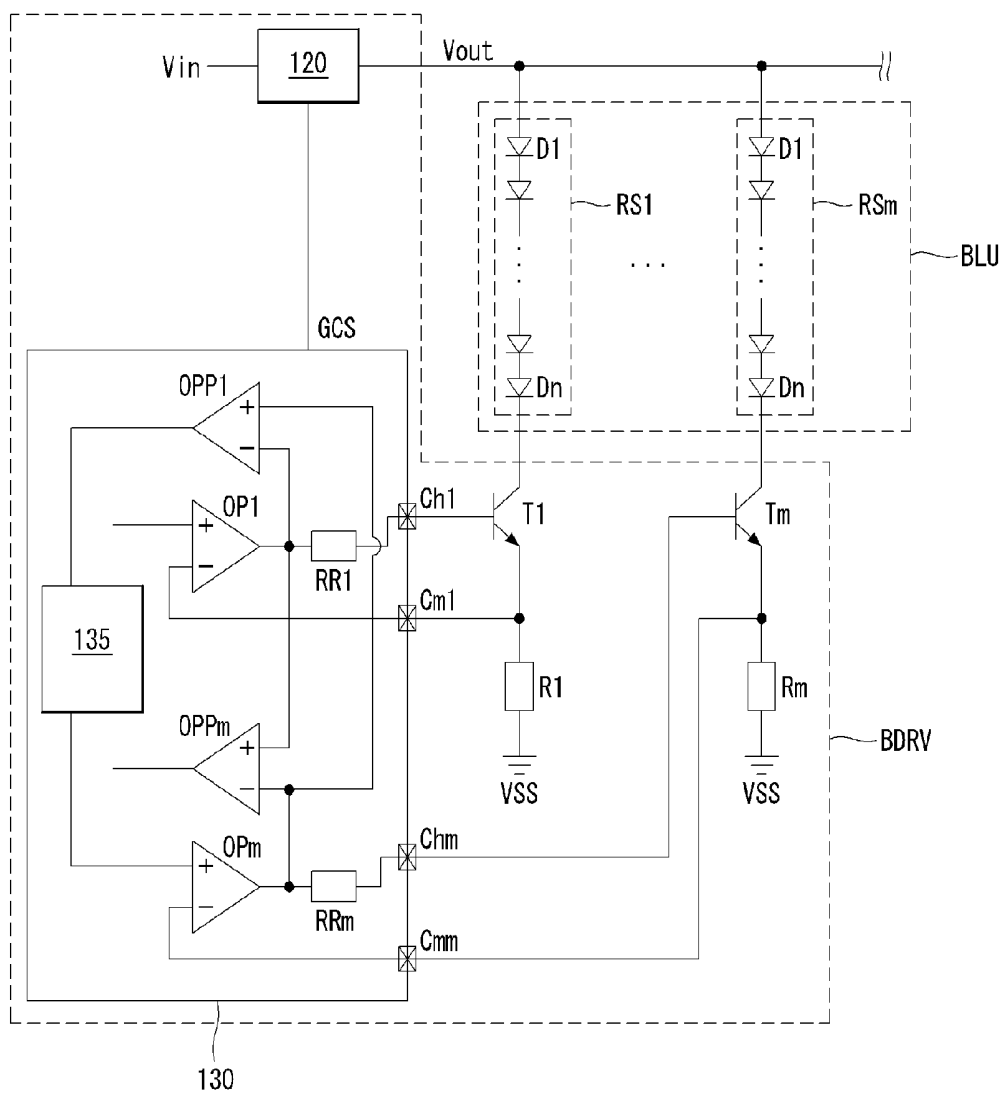 Vin
120
Vout
D1
D1
RS1
RSm
...
BLU
Dn
Dn
GCS
OPP1
+
−
OP1
+
−
RR1
Ch1
T1
Tm
Cm1
135
R1
Rm
OPPm
+
−
VSS
VSS
BDRV
OPm
+
−
RRm
Chm
Cmm
130